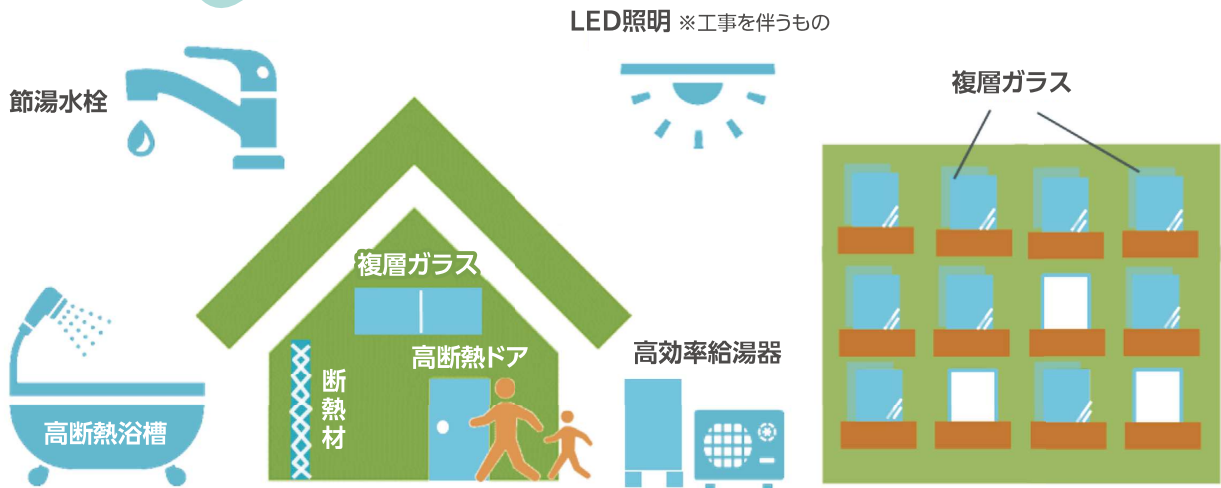 LED照明 ※工事を伴うもの
節湯水栓
複層ガラス
複層ガラス
高断熱ドア
断熱材
高効率給湯器
高断熱浴槽